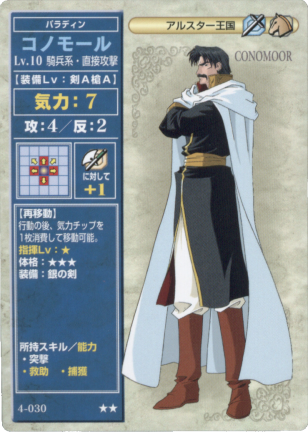 パラディン
コノモール
Lv.10 騎兵系・直接攻撃
【装備Lv：剣A槍A】
気力：7
攻：4／反：2
に対して
+1
【再移動】
行動の後、気力チップを
1枚消費して移動可能。
指揮Lv：★
体格：★★★
装備：銀の剣
所持スキル／能力
・突撃
・救助 ・捕獲
4-030 ★★
アルスター王国
CONOMOOR